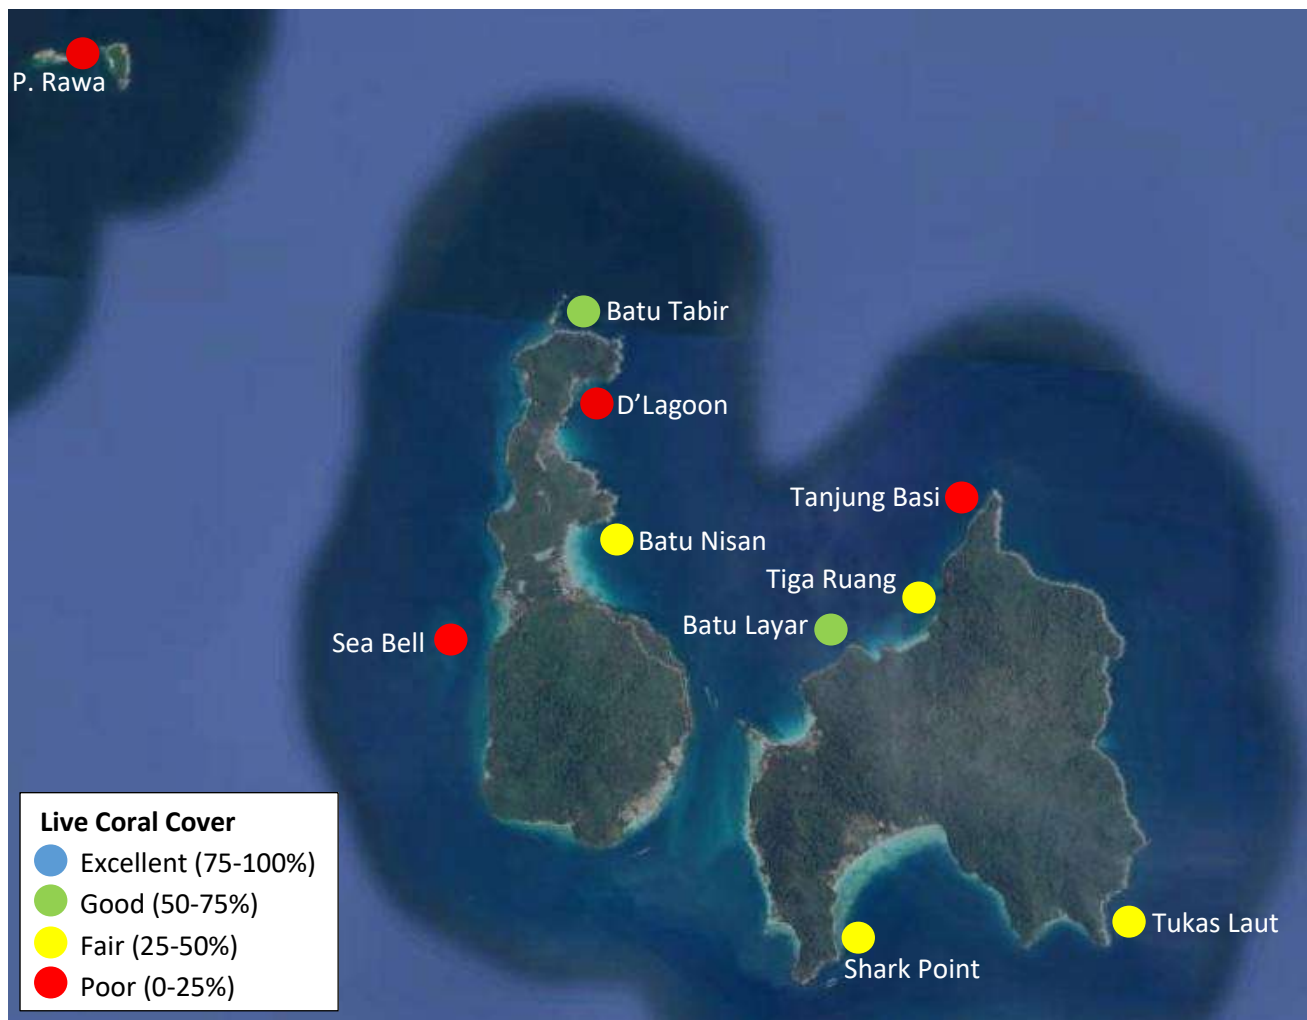 P. Rawa
Batu Tabir
D’Lagoon
Tanjung Basi
Batu Nisan
Tiga Ruang
Batu Layar
Sea Bell
Live Coral Cover
Excellent (75-100%)
Good (50-75%)
Fair (25-50%)
Poor (0-25%)
Tukas Laut
Shark Point